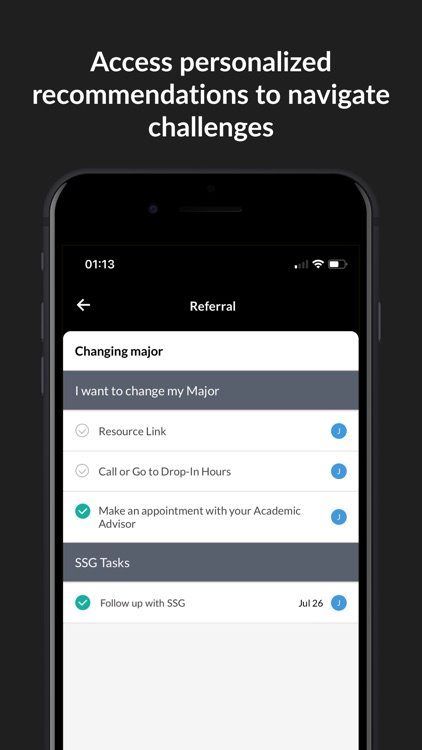 Access personalized
recommendations to navigate
challenges
01:13
Referral
Changing major
I want to change my Major
Resource Link
J
Call or Go to Drop-In Hours
J
Make an appointment with your Academic
Advisor
J
SSG Tasks
Follow up with SSG
Jul 26
J